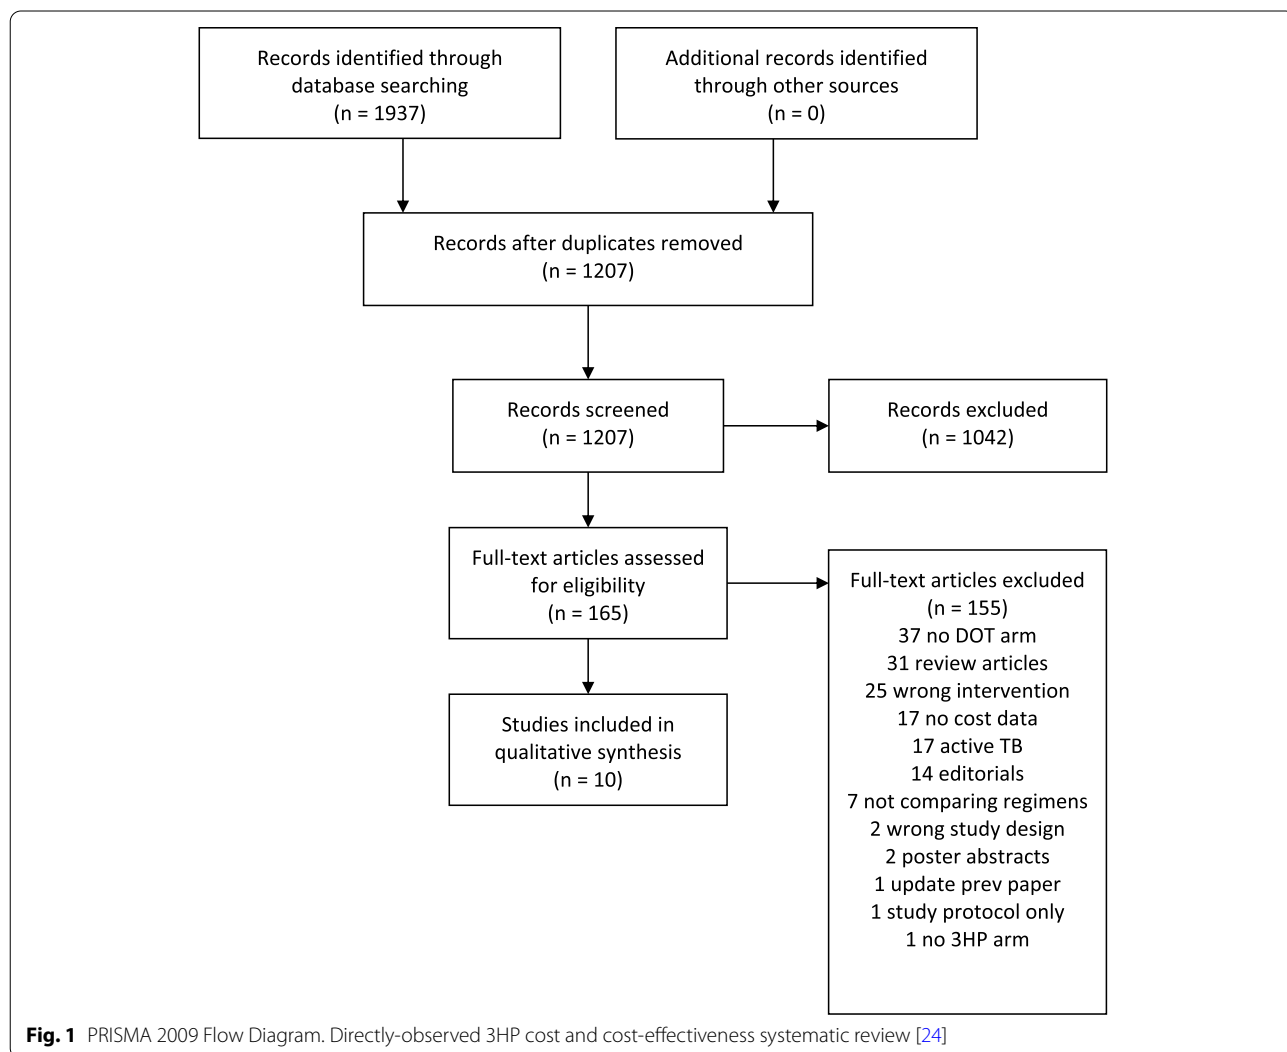 Records identified through
database searching
(n = 1937)
Additional records identified
through other sources
(n = 0)
Records after duplicates removed
(n = 1207)
Records screened
(n = 1207)
Records excluded
(n = 1042)
Full-text articles assessed
for eligibility
(n = 165)
Full-text articles excluded
(n = 155)
37 no DOT arm
31 review articles
25 wrong intervention
17 no cost data
17 active TB
14 editorials
7 not comparing regimens
2 wrong study design
2 poster abstracts
1 update prev paper
1 study protocol only
1 no 3HP arm
Studies included in
qualitative synthesis
(n = 10)
Fig. 1 PRISMA 2009 Flow Diagram. Directly-observed 3HP cost and cost-effectiveness systematic review [24]